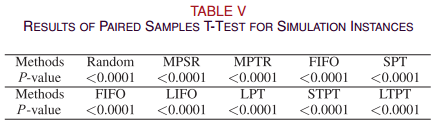 TABLE V
RESULTS OF PAIRED SAMPLES T-TEST FOR SIMULATION INSTANCES
Methods Random MPSR MPTR FIFO SPT
P-value <0.0001 <0.0001 <0.0001 <0.0001 <0.0001
Methods FIFO LIFO LPT STPT LTPT
P-value <0.0001 <0.0001 <0.0001 <0.0001 <0.0001